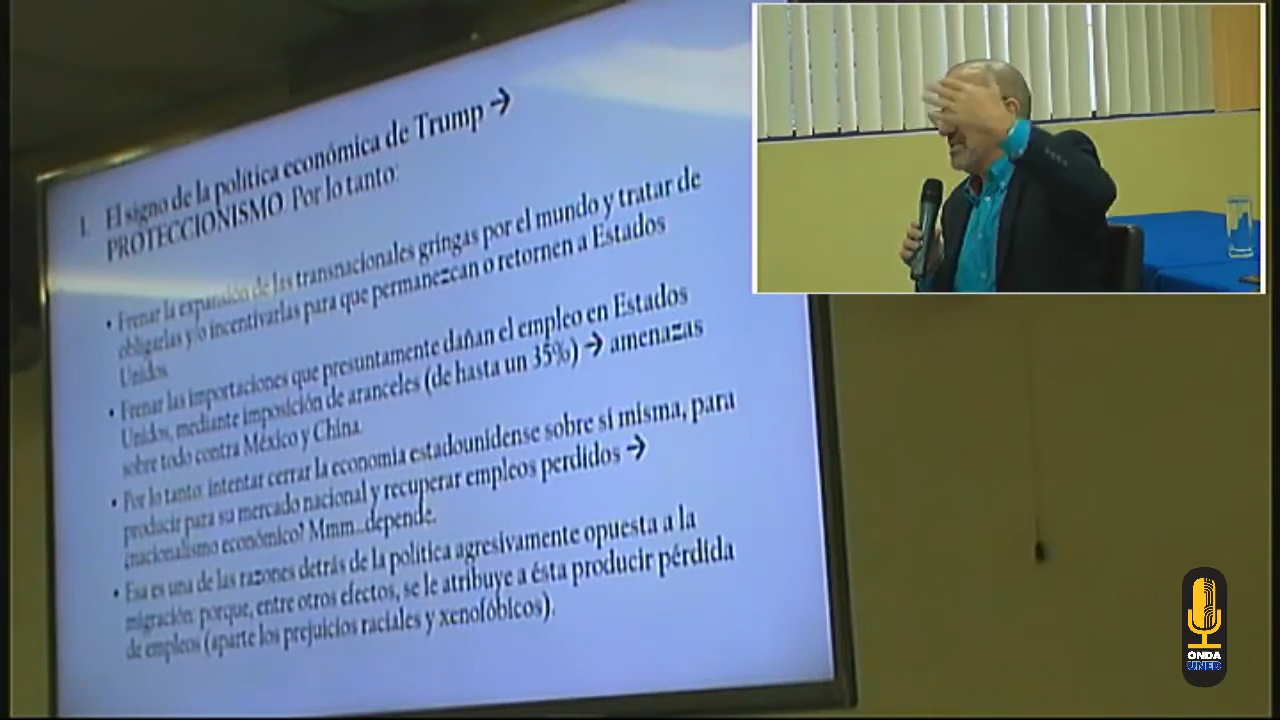 1. El signo de la política económica de Trump →
PROTECCIONISMO. Por lo tanto:
• Frenar la expansión de las transnacionales gringas por el mundo y tratar de
obligarlas y/o incentivarlas para que permanezcan o retornen a Estados
Unidos.
• Frenar las importaciones que presuntamente dañan el empleo en Estados
Unidos, mediante imposición de aranceles (de hasta un 35%) → amenazas
sobre todo contra México y China.
• Por lo tanto: intentar cerrar la economía estadounidense sobre sí misma, para
producir para su mercado nacional y recuperar empleos perdidos →
¿nacionalismo económico? Mmm...depende.
• Esa es una de las razones detrás de la política agresivamente opuesta a la
migración: porque, entre otros efectos, se le atribuye a ésta producir pérdida
de empleos (aparte los prejuicios raciales y xenofóbicos).
ONDA
UNEB